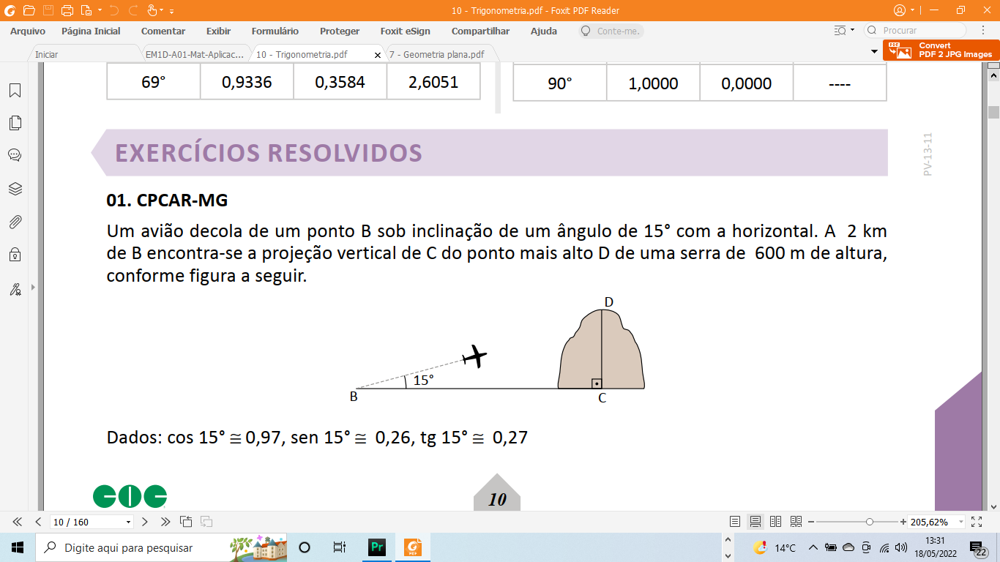 10 - Trigonometria.pdf - Foxit PDF Reader
Arquivo Página Inicial Comentar Exibir Formulário Proteger Foxit eSign Compartilhar Ajuda Conte-me. Procurar
Iniciar EM1D-A01-Mat-Aplicac... 10 - Trigonometria.pdf 7 - Geometria plana.pdf
PDF Convert
PDF 2 JPG Images
69° 0,9336 0,3584 2,6051
90° 1,0000 0,0000 ----
EXERCÍCIOS RESOLVIDOS
PV-13-11
01. CPCAR-MG
Um avião decola de um ponto B sob inclinação de um ângulo de 15° com a horizontal. A 2 km
de B encontra-se a projeção vertical de C do ponto mais alto D de uma serra de 600 m de altura,
conforme figura a seguir.
D
15°
B
C
Dados: cos 15° ≅ 0,97, sen 15° ≅ 0,26, tg 15° ≅ 0,27
10
10 / 160 205,62%
Digite aqui para pesquisar Pr PDF 14°C 13:31
18/05/2022 22